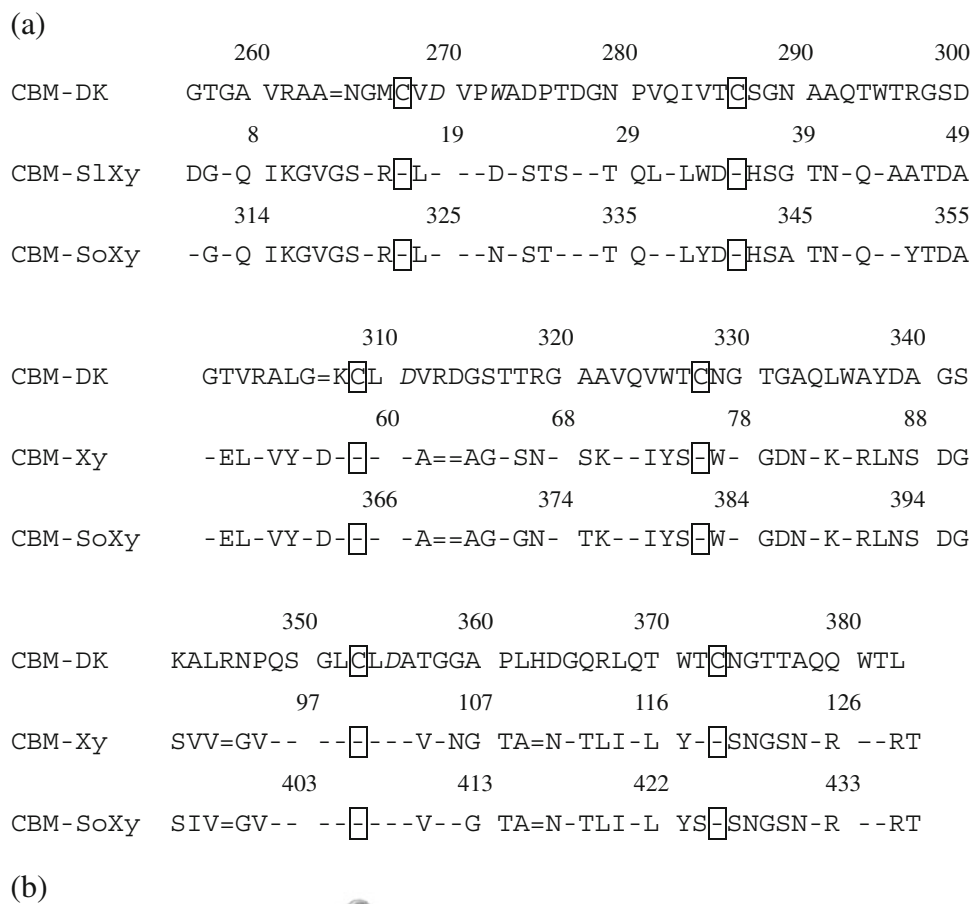 (a)
260 270 280 290 300
CBM-DK GTGA VRAA=NGMCVD VPWADPTDGN PVQIVTCSGN AAQTWTRGSD
8 19 29 39 49
CBM-SlXy DG-Q IKGVGS-R-L- --D-STS--T QL-LWD-HSG TN-Q-AATDA
314 325 335 345 355
CBM-SoXy -G-Q IKGVGS-R-L- --N-ST---T Q--LYD-HSA TN-Q--YTDA
310 320 330 340
CBM-DK GTVRALG=KCL DVRDGSTTRG AAVQVWTCNG TGAQLWAYDA GS
60 68 78 88
CBM-Xy -EL-VY-D--- -A==AG-SN- SK--IYS-W- GDN-K-RLNS DG
366 374 384 394
CBM-SoXy -EL-VY-D--- -A==AG-GN- TK--IYS-W- GDN-K-RLNS DG
350 360 370 380
CBM-DK KALRNPQS GLCLDATGGA PLHDGQRLQT WTCNGTTAQQ WTL
97 107 116 126
CBM-Xy SVV=GV-- ------V-NG TA=N-TLI-L Y--SNGSN-R --RT
403 413 422 433
CBM-SoXy SIV=GV-- ------V--G TA=N-TLI-L YS-SNGSN-R --RT
(b)